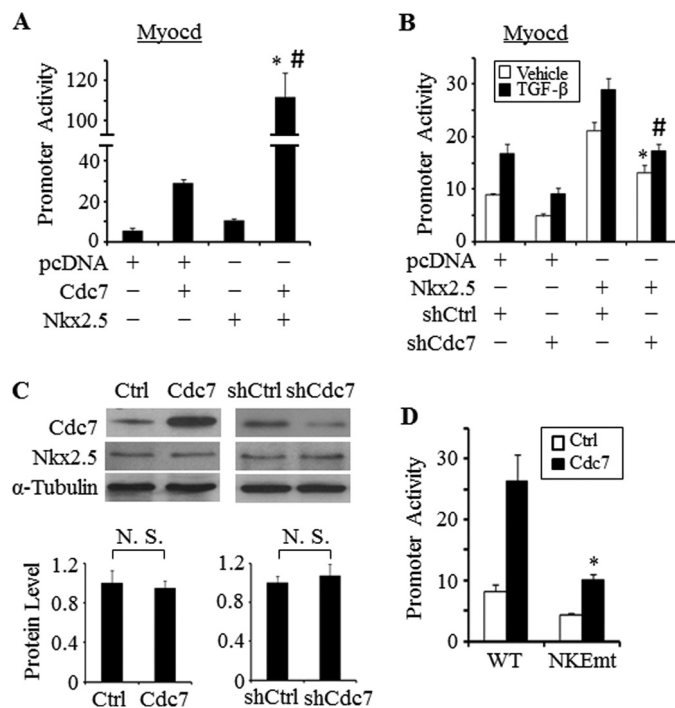 A
Myocd
Promoter Activity
120
100
40
20
0
pcDNA + + − −
Cdc7 − + − +
Nkx2.5 − − + +
* #
B
Myocd
Vehicle
TGF-β
Promoter Activity
30
20
10
0
* #
pcDNA + + − −
Nkx2.5 − − + +
shCtrl + − + −
shCdc7 − + − +
C
Ctrl Cdc7 shCtrl shCdc7
Cdc7
Nkx2.5
α-Tubulin
N. S.
N. S.
Protein Level
1.2
0.8
0.4
0
Ctrl Cdc7
1.2
0.8
0.4
0
shCtrl shCdc7
D
Ctrl
Cdc7
Promoter Activity
30
20
10
0
*
WT NKEmt